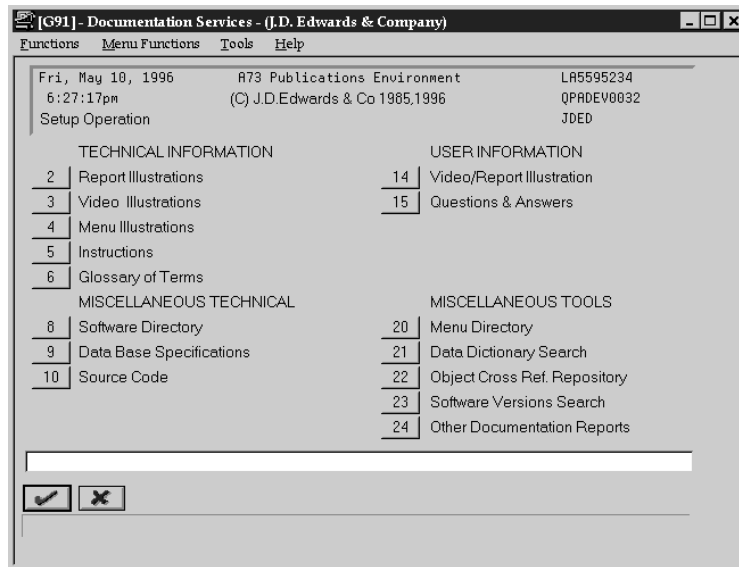 [G91] - Documentation Services - (J.D. Edwards & Company)
Functions Menu Functions Tools Help
Fri, May 10, 1996 A73 Publications Environment LA5595234
6:27:17pm (C) J.D.Edwards & Co 1985,1996 QPADEV0032
Setup Operation JDED
TECHNICAL INFORMATION USER INFORMATION
2 Report Illustrations 14 Video/Report Illustration
3 Video Illustrations 15 Questions & Answers
4 Menu Illustrations
5 Instructions
6 Glossary of Terms
MISCELLANEOUS TECHNICAL MISCELLANEOUS TOOLS
8 Software Directory 20 Menu Directory
9 Data Base Specifications 21 Data Dictionary Search
10 Source Code 22 Object Cross Ref. Repository
23 Software Versions Search
24 Other Documentation Reports